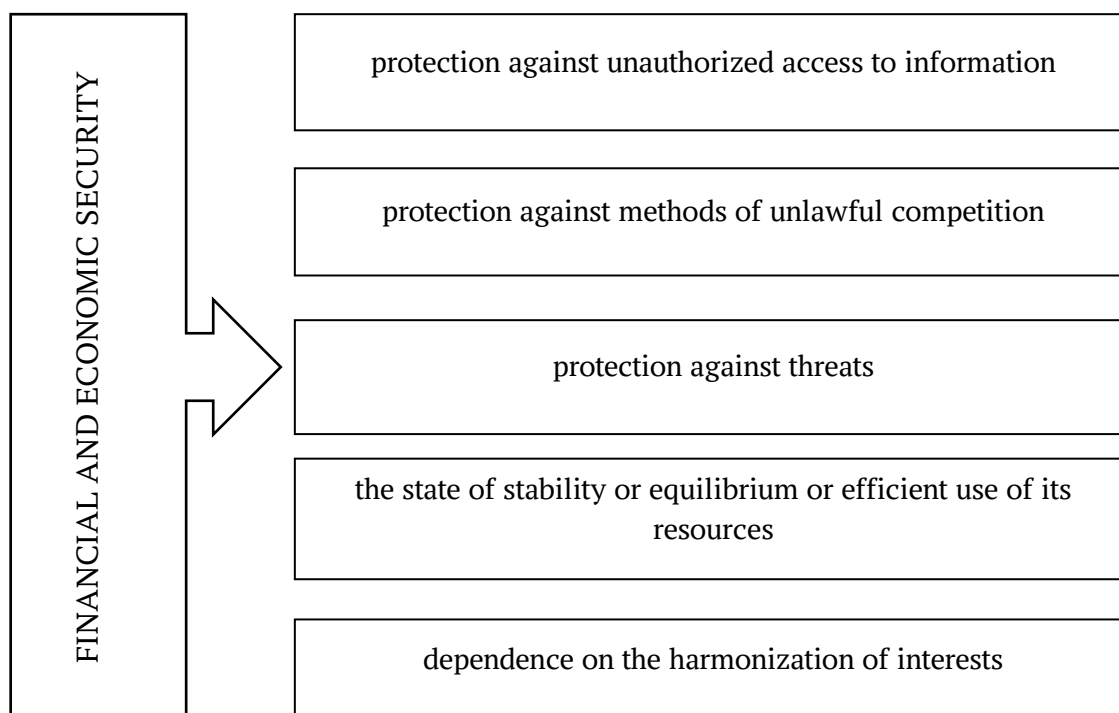 FINANCIAL AND ECONOMIC SECURITY
protection against unauthorized access to information
protection against methods of unlawful competition
protection against threats
the state of stability or equilibrium or efficient use of its
resources
dependence on the harmonization of interests